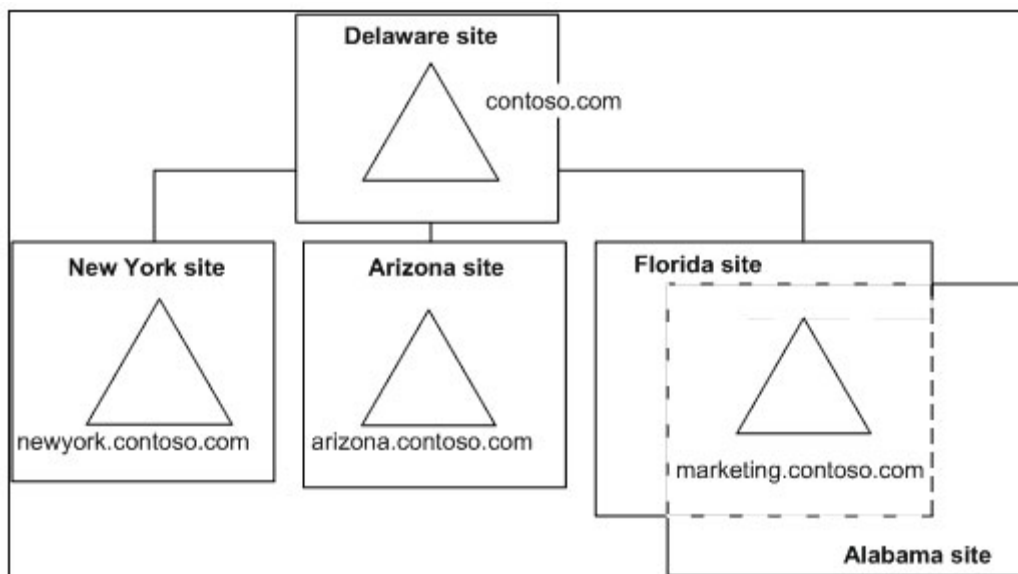 Delaware site
contoso.com
New York site
Arizona site
Florida site
newyork.contoso.com
arizona.contoso.com
marketing.contoso.com
Alabama site